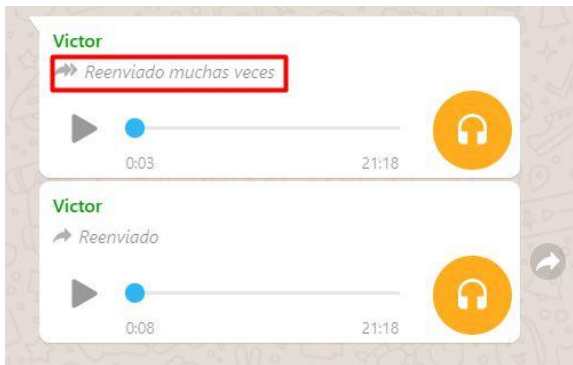 Victor
Reenviado muchas veces
0:03 21:18
Victor
Reenviado
0:08 21:18